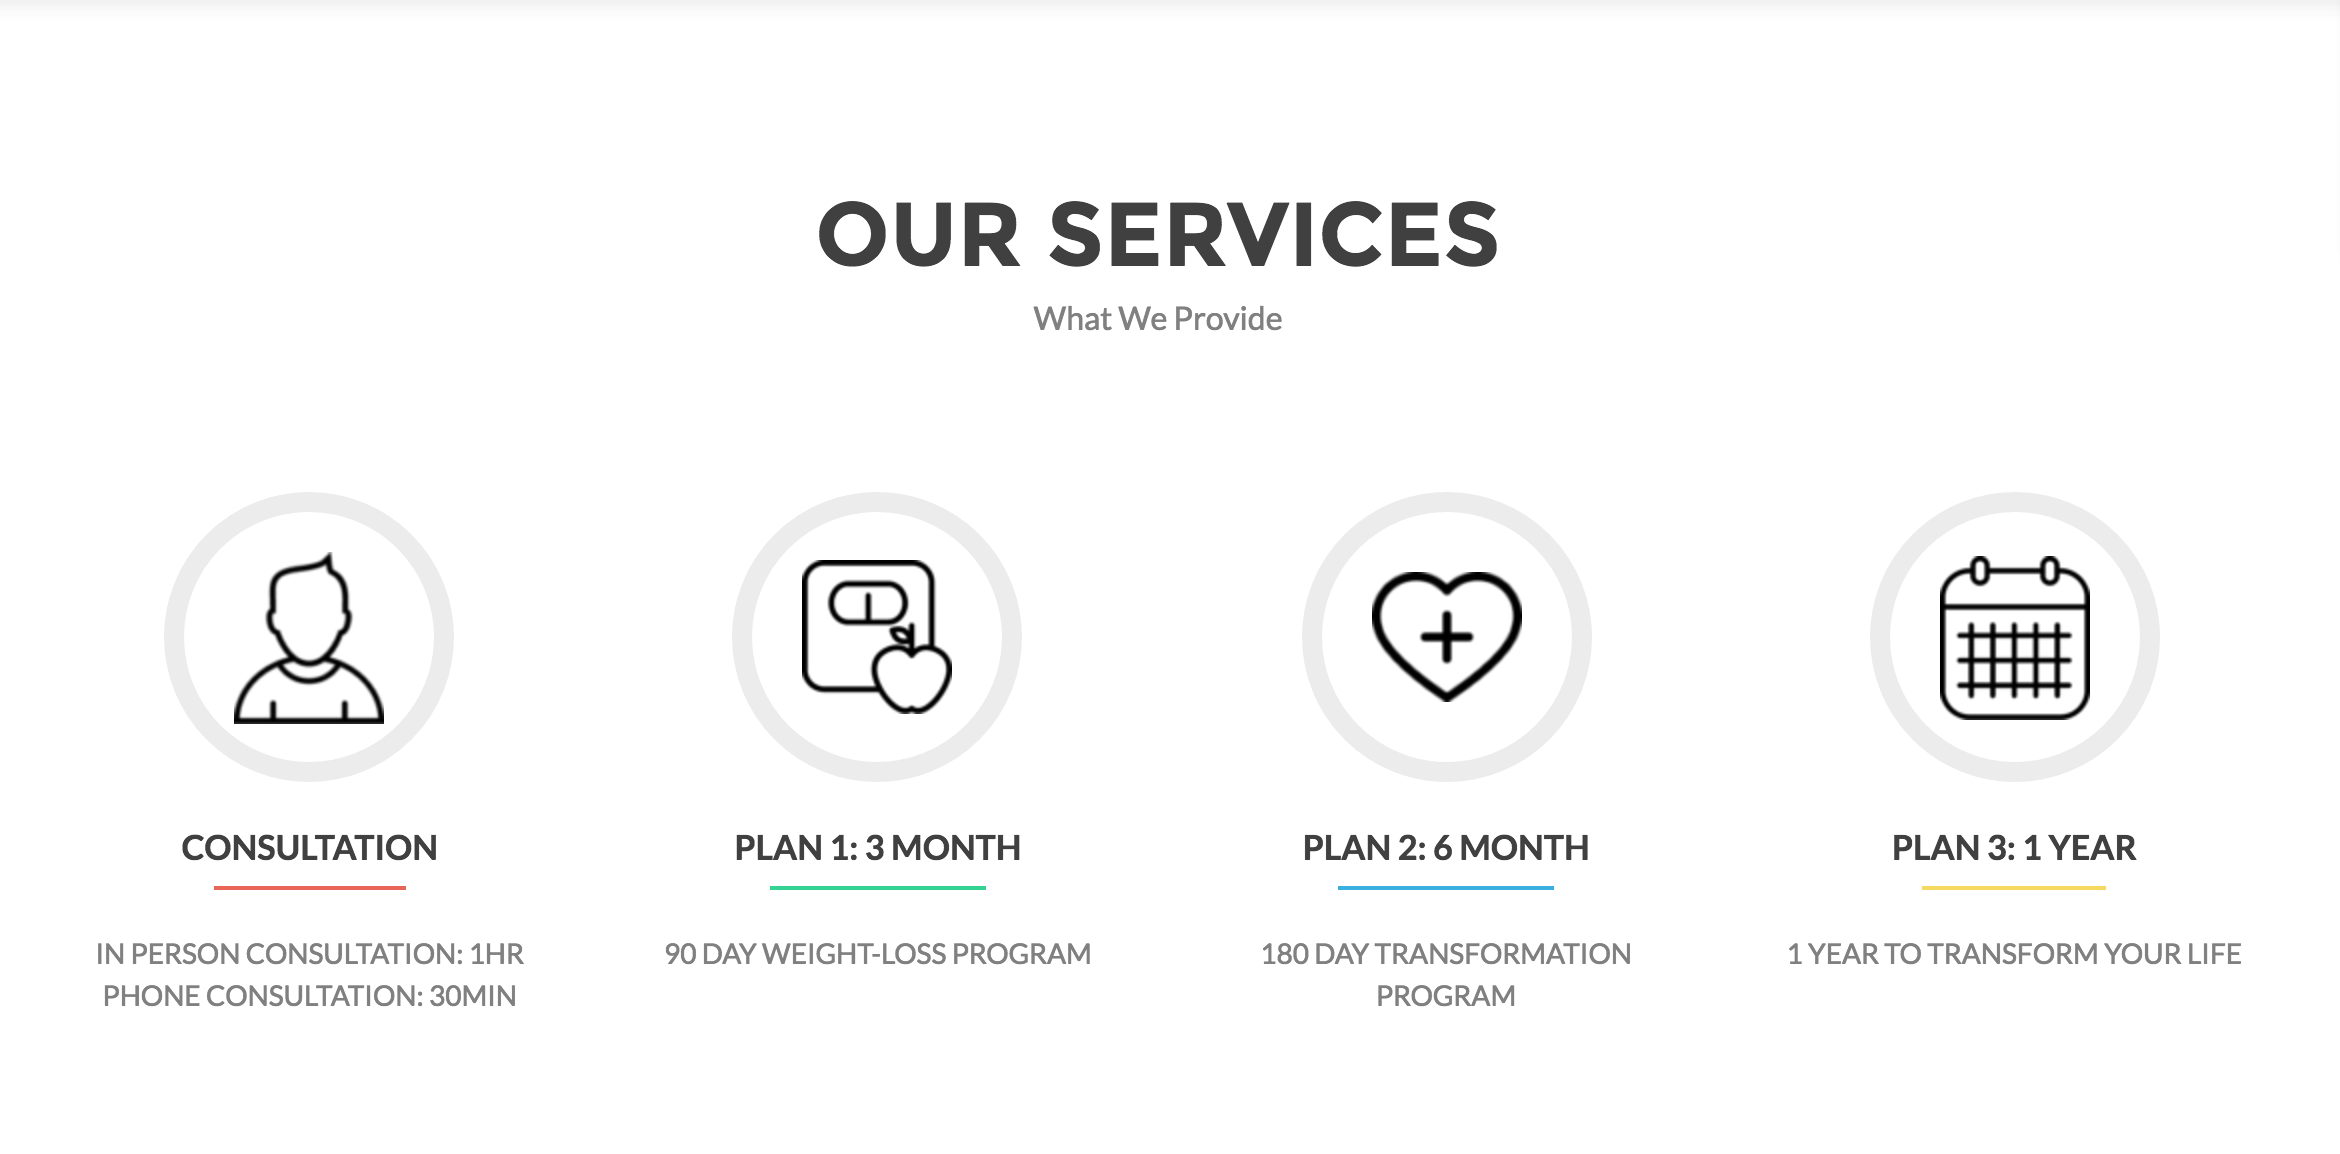 OUR SERVICES
What We Provide
CONSULTATION
IN PERSON CONSULTATION: 1HR
PHONE CONSULTATION: 30MIN
PLAN 1: 3 MONTH
90 DAY WEIGHT-LOSS PROGRAM
PLAN 2: 6 MONTH
180 DAY TRANSFORMATION
PROGRAM
PLAN 3: 1 YEAR
1 YEAR TO TRANSFORM YOUR LIFE